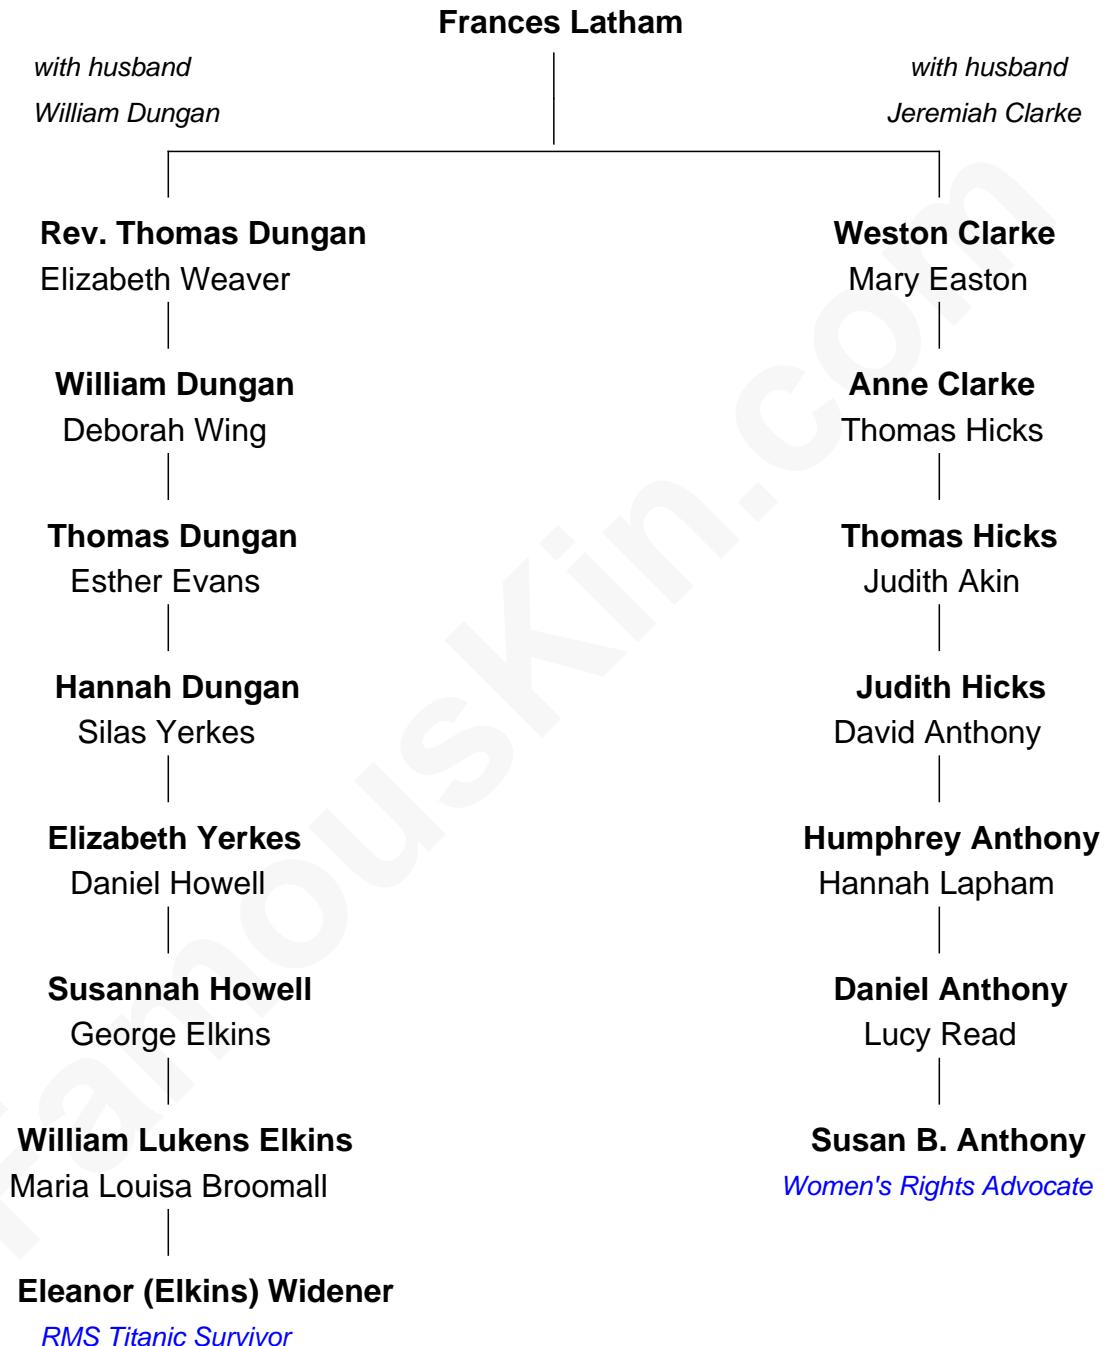 Frances Latham
with husband
William Dungan
with husband
Jeremiah Clarke
Rev. Thomas Dungan
Elizabeth Weaver
Weston Clarke
Mary Easton
William Dungan
Deborah Wing
Anne Clarke
Thomas Hicks
Thomas Dungan
Esther Evans
Thomas Hicks
Judith Akin
Hannah Dungan
Silas Yerkes
Judith Hicks
David Anthony
Elizabeth Yerkes
Daniel Howell
Humphrey Anthony
Hannah Lapham
Susannah Howell
George Elkins
Daniel Anthony
Lucy Read
William Lukens Elkins
Maria Louisa Broomall
Susan B. Anthony
Women's Rights Advocate
Eleanor (Elkins) Widener
RMS Titanic Survivor
FamousKin.com